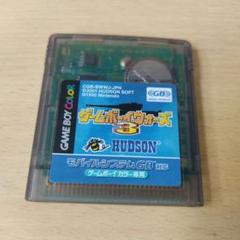 CGB-BWWJ-JPN
©2001 HUDSON SOFT
©1990 Nintendo
GB
GAME BOY COLOR
ゲームボーイウォーズ
3
HUDSON
モバイルシステムGB対応
ゲームボーイカラー専用